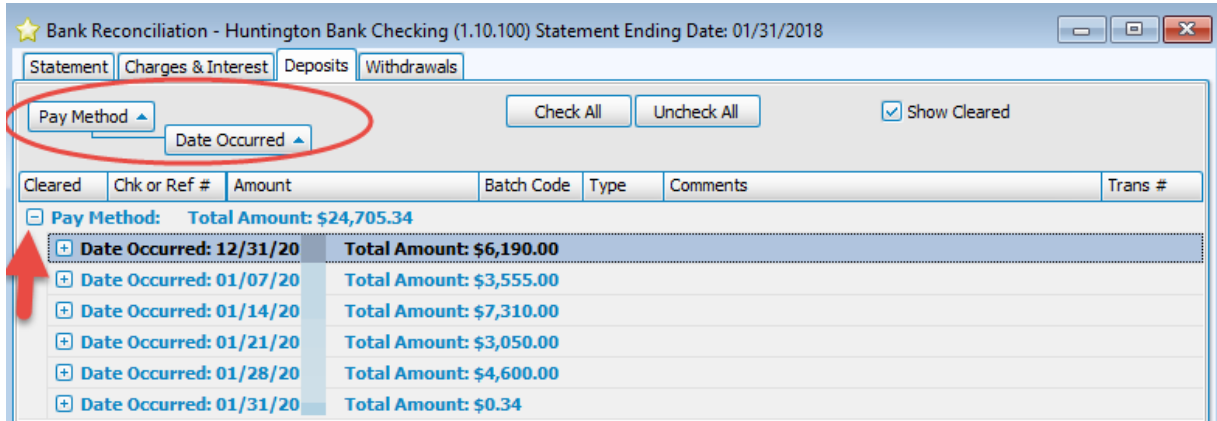 Bank Reconciliation - Huntington Bank Checking (1.10.100) Statement Ending Date: 01/31/2018
Statement Charges & Interest Deposits Withdrawals
Pay Method Check All Uncheck All Show Cleared
Date Occurred
Cleared Chk or Ref # Amount Batch Code Type Comments Trans #
Pay Method: Total Amount: $24,705.34
Date Occurred: 12/31/20 Total Amount: $6,190.00
Date Occurred: 01/07/20 Total Amount: $3,555.00
Date Occurred: 01/14/20 Total Amount: $7,310.00
Date Occurred: 01/21/20 Total Amount: $3,050.00
Date Occurred: 01/28/20 Total Amount: $4,600.00
Date Occurred: 01/31/20 Total Amount: $0.34